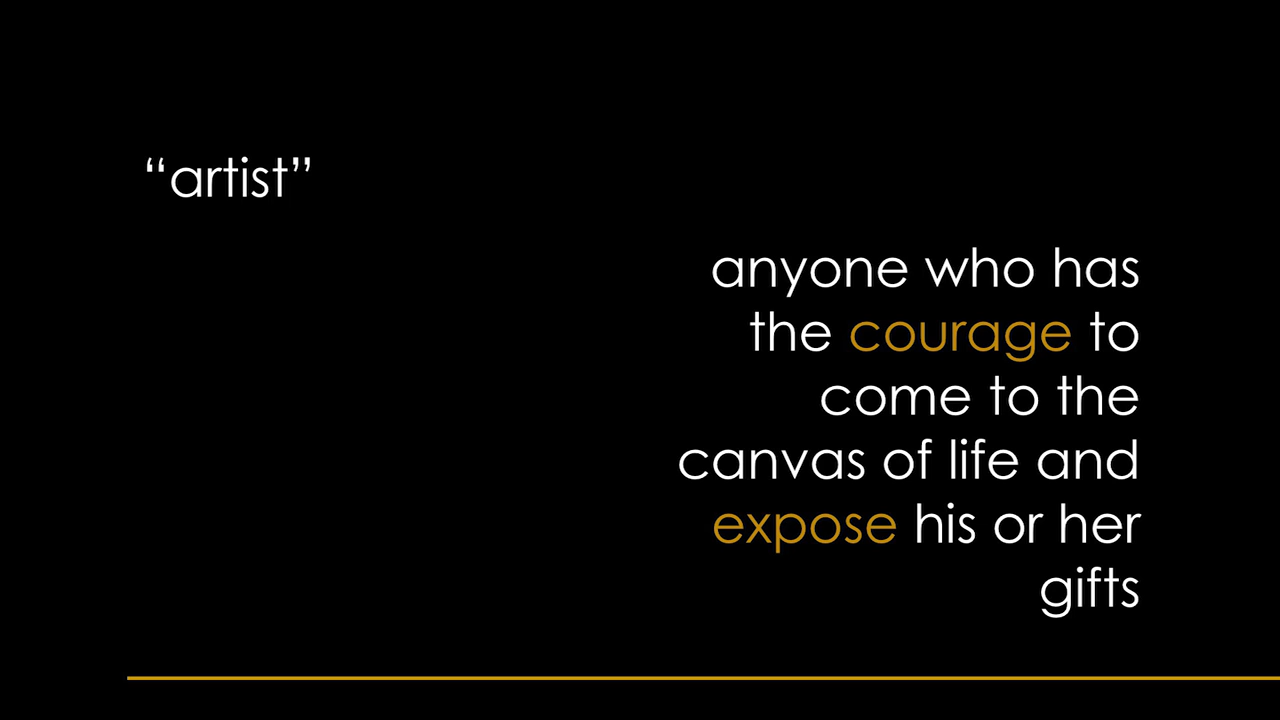 “artist”
anyone who has
the courage to
come to the
canvas of life and
expose his or her
gifts